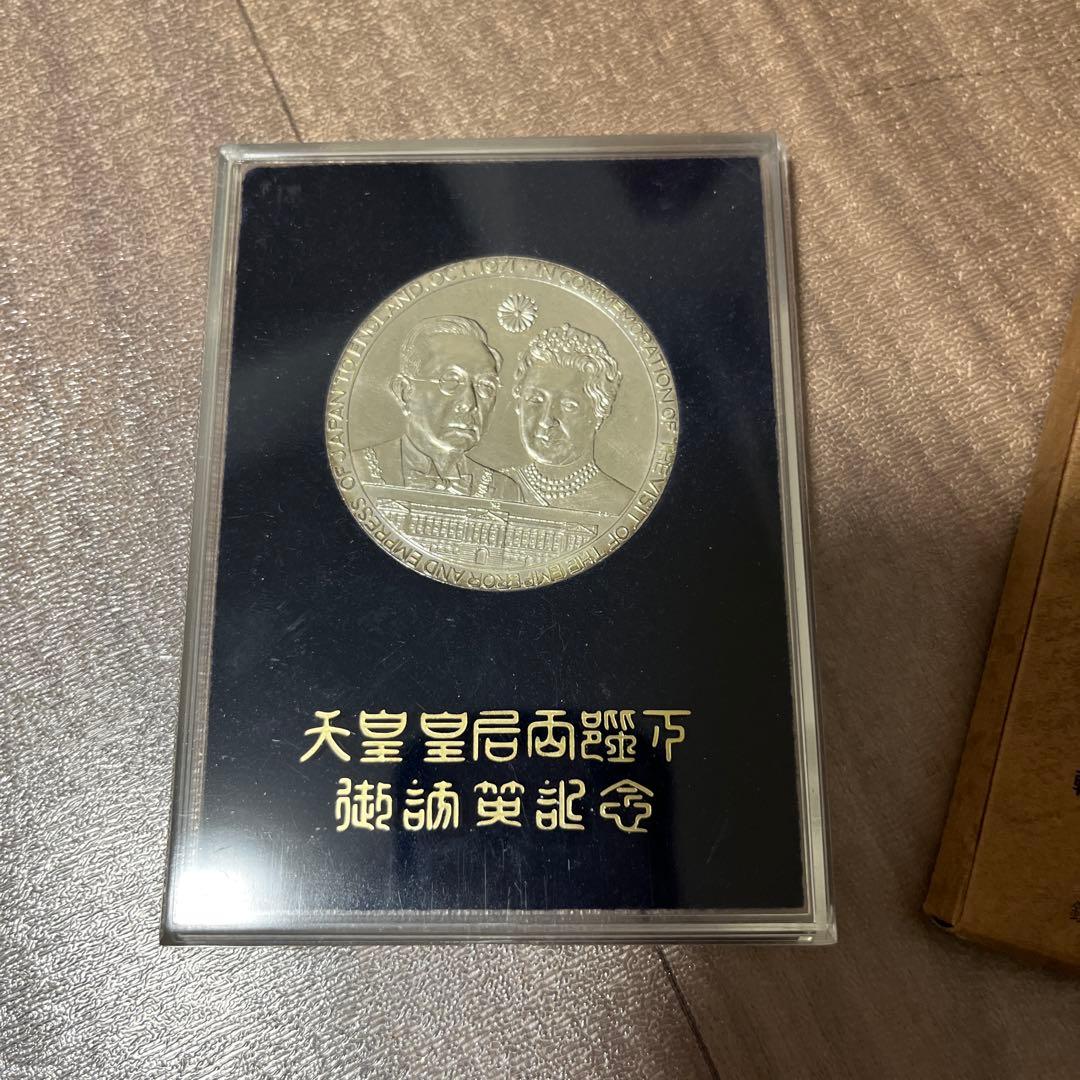 IN COMMEMORATION OF THE VISIT OF THE EMPEROR AND EMPRESS OF JAPAN TO ENGLAND, OCT. 1971 ·
天皇皇后両陛下
御訪英記念